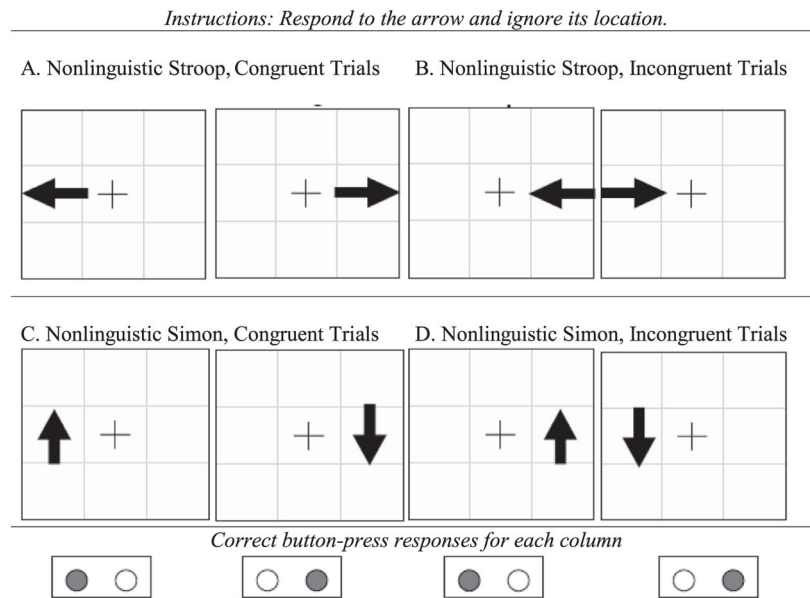 Instructions: Respond to the arrow and ignore its location.
A. Nonlinguistic Stroop, Congruent Trials
B. Nonlinguistic Stroop, Incongruent Trials
C. Nonlinguistic Simon, Congruent Trials
D. Nonlinguistic Simon, Incongruent Trials
Correct button-press responses for each column